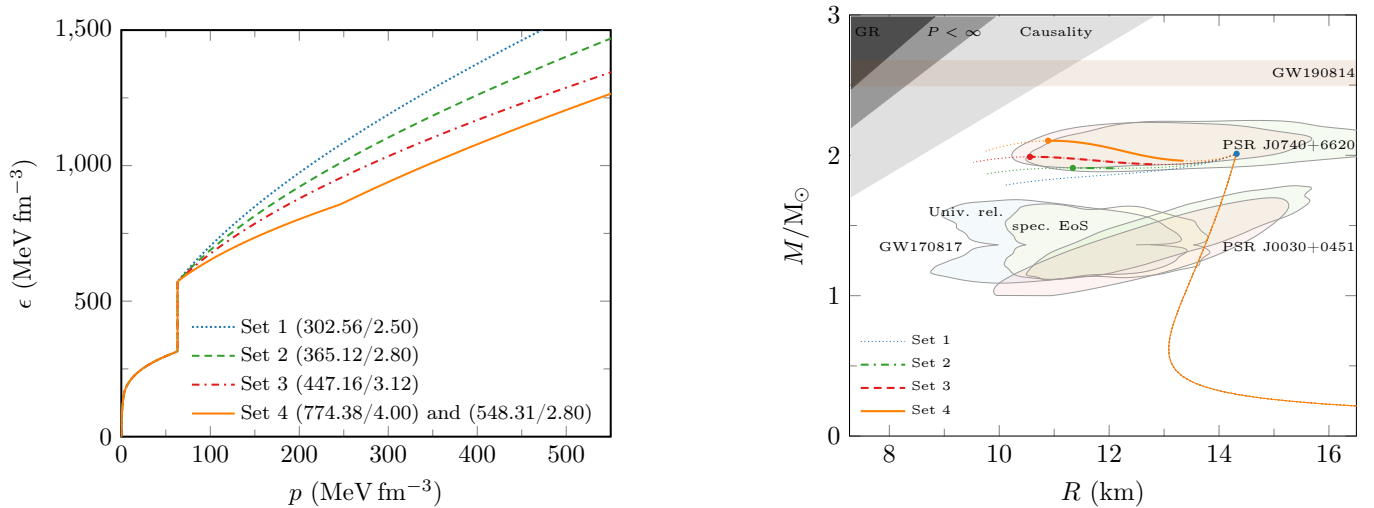 1,500
1,000
500
0
0
100
200
300
400
500
ϵ (MeV fm⁻³)
p (MeV fm⁻³)
Set 1 (302.56/2.50)
Set 2 (365.12/2.80)
Set 3 (447.16/3.12)
Set 4 (774.38/4.00) and (548.31/2.80)
3
2
1
0
8
10
12
14
16
M/M⊙
R (km)
GR
P < ∞
Causality
GW190814
PSR J0740+6620
Univ. rel.
spec. EoS
GW170817
PSR J0030+0451
Set 1
Set 2
Set 3
Set 4